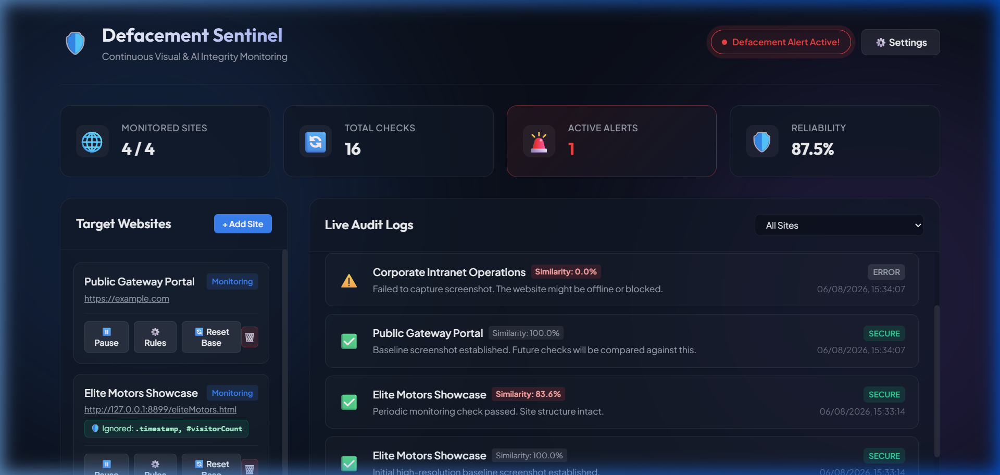 Defacement Sentinel
Continuous Visual & AI Integrity Monitoring
Defacement Alert Active!
Settings
MONITORED SITES
4 / 4
TOTAL CHECKS
16
ACTIVE ALERTS
1
RELIABILITY
87.5%
Target Websites
+ Add Site
Public Gateway Portal
Monitoring
https://example.com
Pause
Rules
Reset
Base
Elite Motors Showcase
Monitoring
http://127.0.0.1:8899/eliteMotors.html
Ignored: .timestamp, #visitorCount
Pause
Rules
Reset
Base
Live Audit Logs
All Sites
Corporate Intranet Operations
Similarity: 0.0%
ERROR
Failed to capture screenshot. The website might be offline or blocked.
06/08/2026, 15:34:07
Public Gateway Portal
Similarity: 100.0%
SECURE
Baseline screenshot established. Future checks will be compared against this.
06/08/2026, 15:34:07
Elite Motors Showcase
Similarity: 83.6%
SECURE
Periodic monitoring check passed. Site structure intact.
06/08/2026, 15:33:14
Elite Motors Showcase
Similarity: 100.0%
SECURE
Initial high-resolution baseline screenshot established.
06/08/2026, 15:33:14